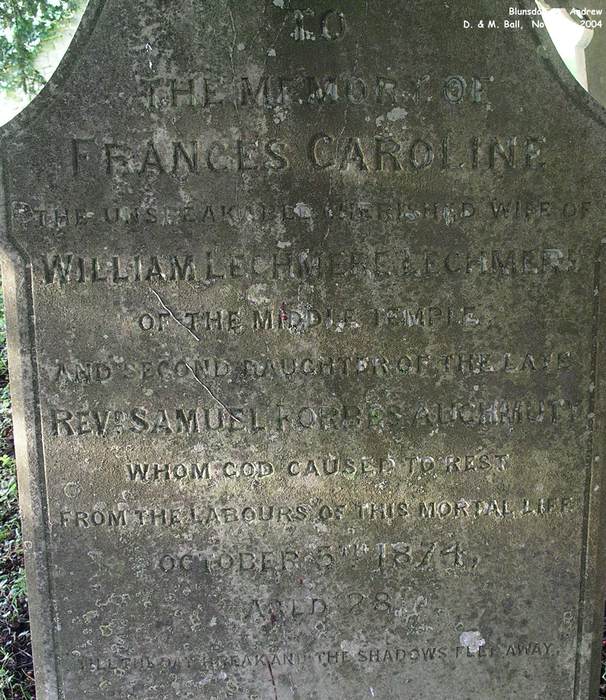 Blunsdon St. Andrew
D. & M. Ball, 2004
TO
THE MEMORY OF
FRANCES CAROLINE
THE UNSPEAKABLE CHERISHED WIFE OF
WILLIAM LECHMERE LECHMERE
OF THE MIDDLE TEMPLE,
AND SECOND DAUGHTER OF THE LATE
REVD. SAMUEL FORBES AUCHMUTY
WHOM GOD CAUSED TO REST
FROM THE LABOURS OF THIS MORTAL LIFE
OCTOBER 5TH 1874,
AGED 28.
TILL THE DAY BREAK AND THE SHADOWS FLEE AWAY.